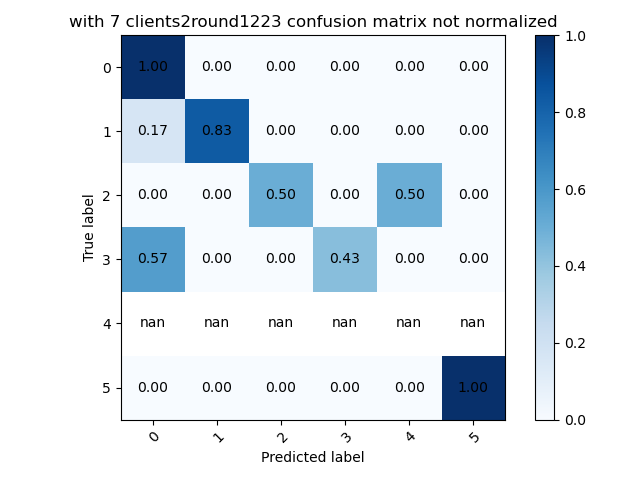 with 7 clients2round1223 confusion matrix not normalized
0 1.00 0.00 0.00 0.00 0.00 0.00
1 0.17 0.83 0.00 0.00 0.00 0.00
2 0.00 0.00 0.50 0.00 0.50 0.00
3 0.57 0.00 0.00 0.43 0.00 0.00
4 nan nan nan nan nan nan
5 0.00 0.00 0.00 0.00 0.00 1.00
True label
0 1 2 3 4 5
Predicted label
1.0
0.8
0.6
0.4
0.2
0.0